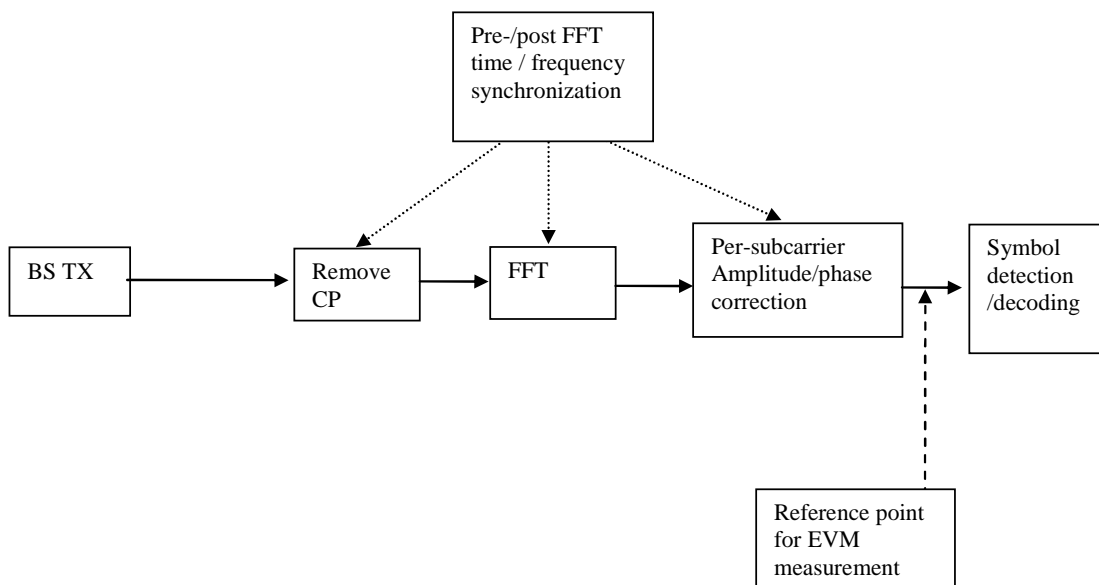 Pre-/post FFT
time / frequency
synchronization
BS TX
Remove
CP
FFT
Per-subcarrier
Amplitude/phase
correction
Symbol
detection
/decoding
Reference point
for EVM
measurement